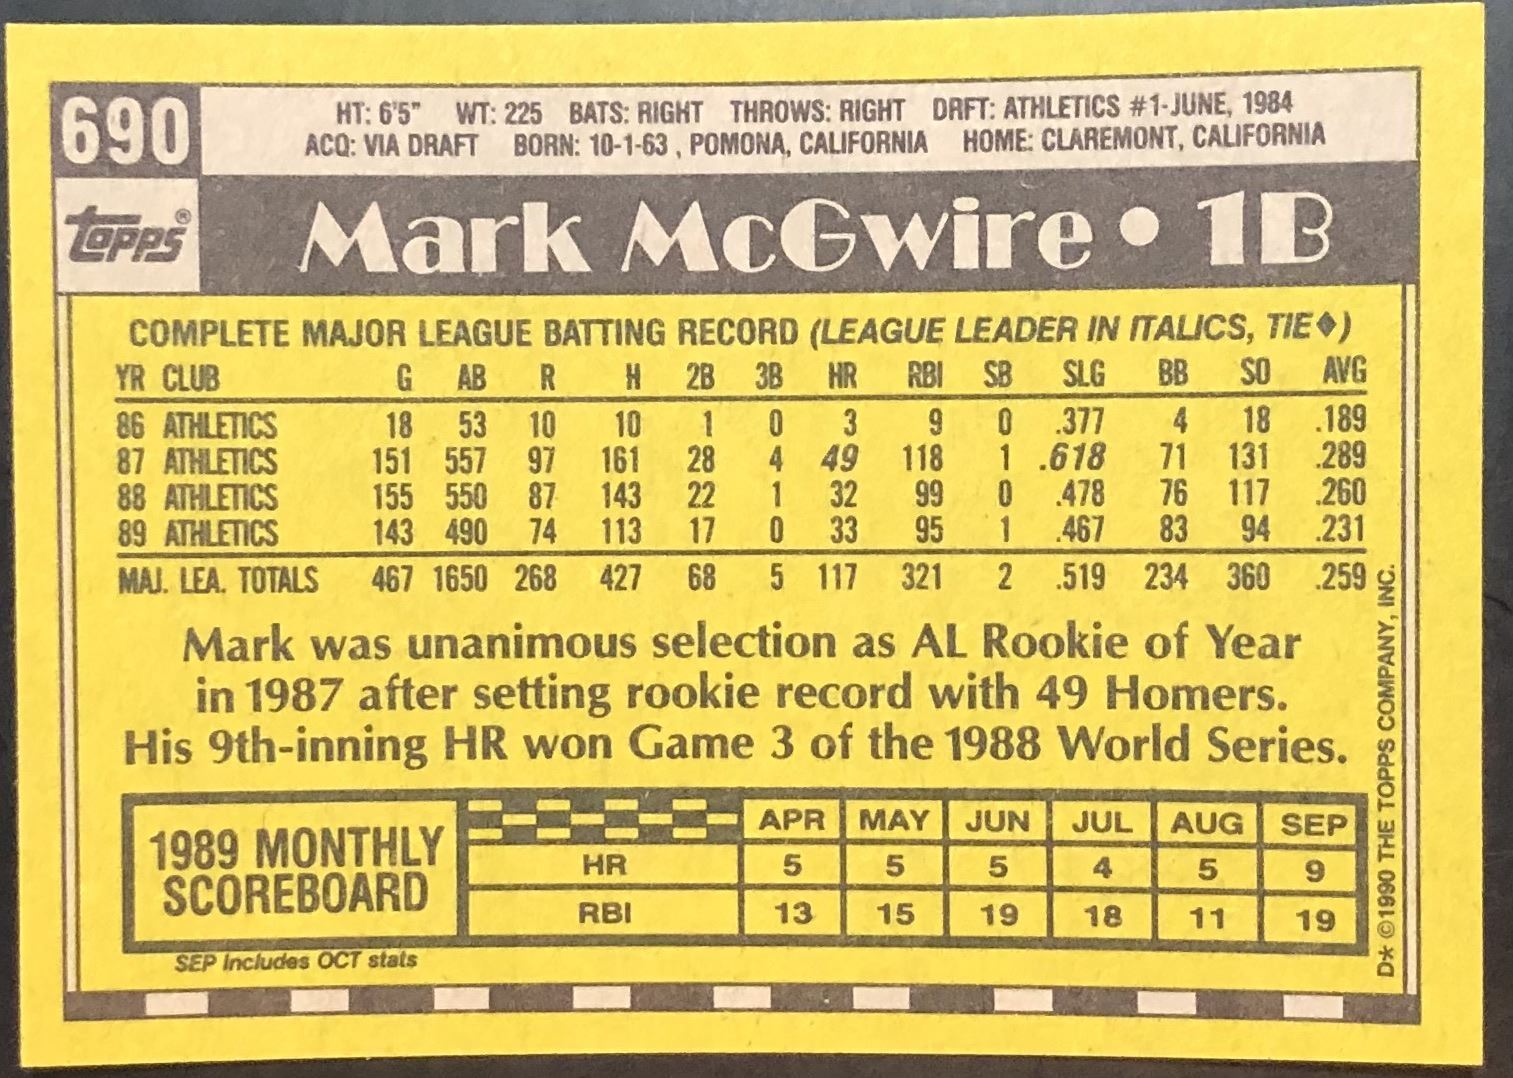 690
HT: 6'5" WT: 225 BATS: RIGHT THROWS: RIGHT DRFT: ATHLETICS #1-JUNE, 1984
ACQ: VIA DRAFT BORN: 10-1-63, POMONA, CALIFORNIA HOME: CLAREMONT, CALIFORNIA
topps®
Mark McGwire • 1B
COMPLETE MAJOR LEAGUE BATTING RECORD (LEAGUE LEADER IN ITALICS, TIE♦)
YR CLUB G AB R H 2B 3B HR RBI SB SLG BB SO AVG
86 ATHLETICS 18 53 10 10 1 0 3 9 0 .377 4 18 .189
87 ATHLETICS 151 557 97 161 28 4 49 118 1 .618 71 131 .289
88 ATHLETICS 155 550 87 143 22 1 32 99 0 .478 76 117 .260
89 ATHLETICS 143 490 74 113 17 0 33 95 1 .467 83 94 .231
MAJ. LEA. TOTALS 467 1650 268 427 68 5 117 321 2 .519 234 360 .259
Mark was unanimous selection as AL Rookie of Year
in 1987 after setting rookie record with 49 Homers.
His 9th-inning HR won Game 3 of the 1988 World Series.
1989 MONTHLY
SCOREBOARD
APR MAY JUN JUL AUG SEP
HR 5 5 5 4 5 9
RBI 13 15 19 18 11 19
SEP Includes OCT stats
D* ©1990 THE TOPPS COMPANY, INC.